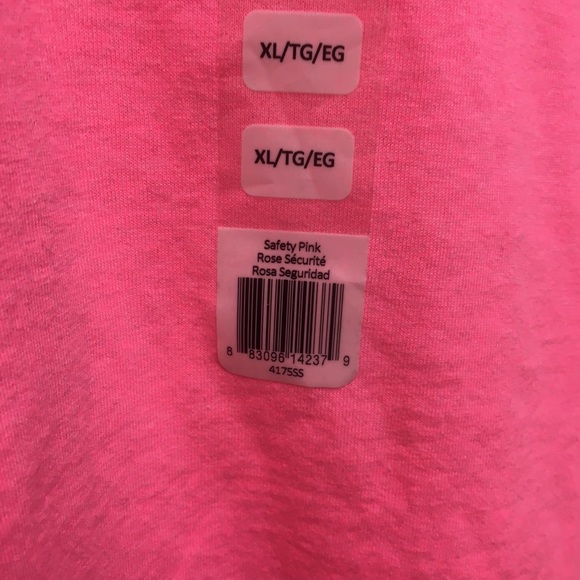 XL/TG/EG
XL/TG/EG
Safety Pink
Rose Sécurité
Rosa Seguridad
8 83096 14237 9
4175SS